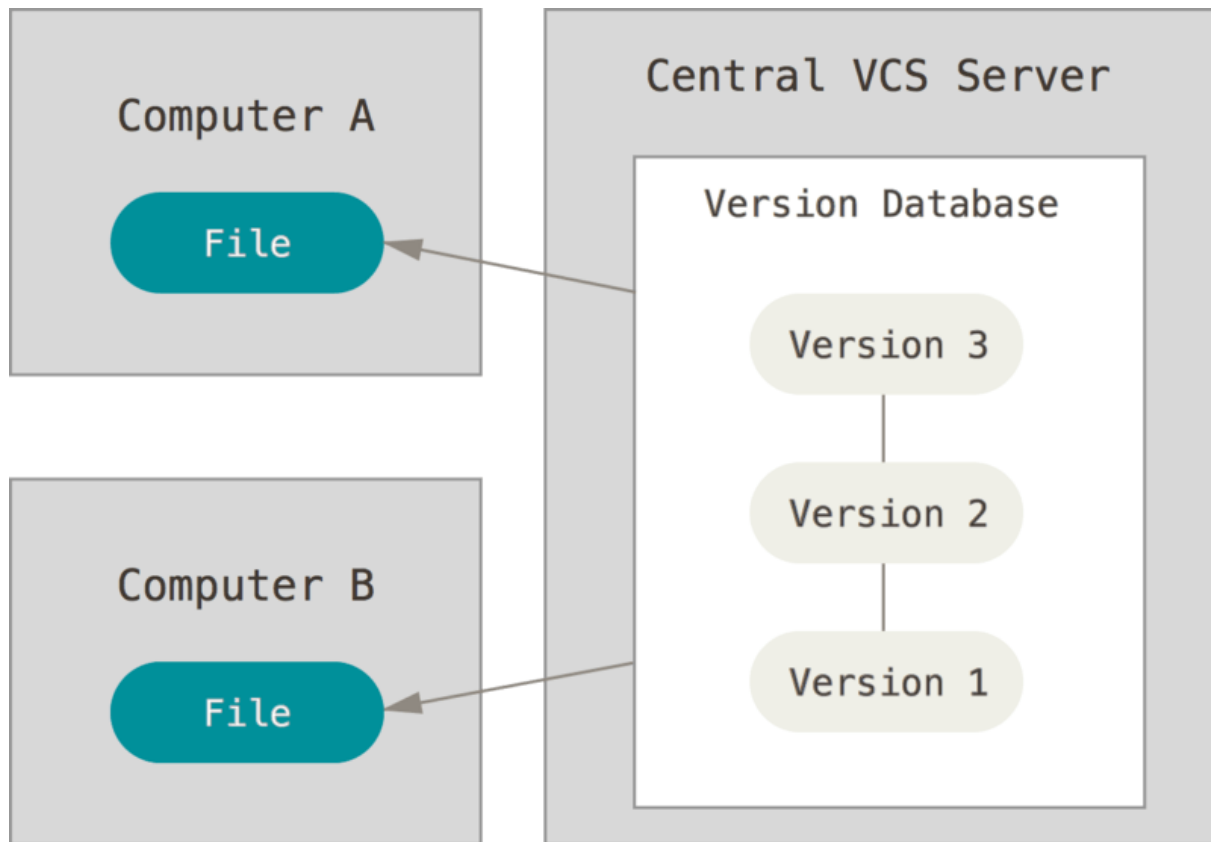 Computer A
File
Computer B
File
Central VCS Server
Version Database
Version 3
Version 2
Version 1